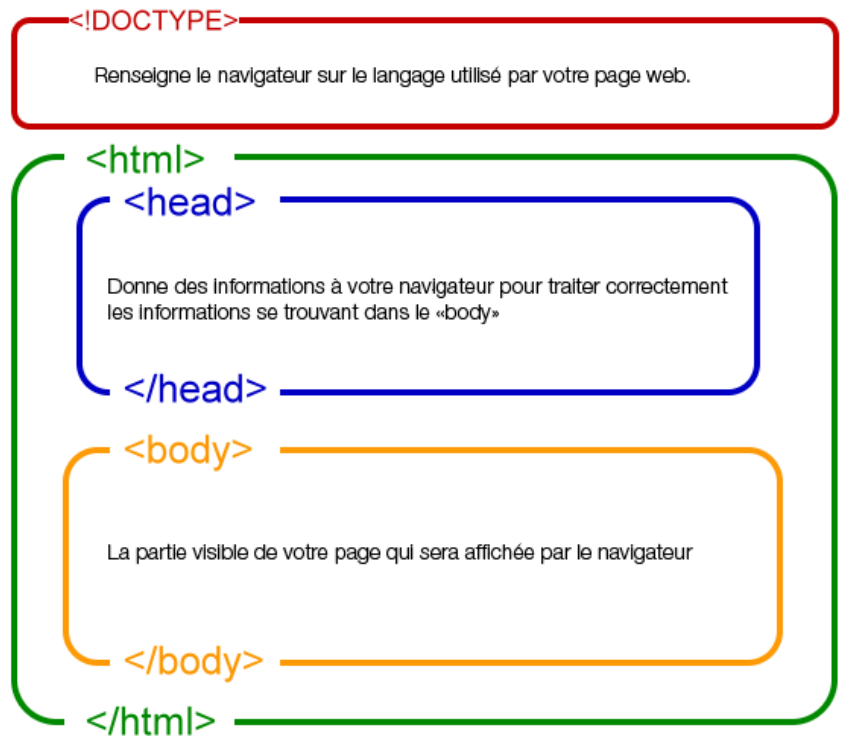 <!DOCTYPE>
Renseigne le navigateur sur le langage utilisé par votre page web.
<html>
<head>
Donne des informations à votre navigateur pour traiter correctement
les informations se trouvant dans le «body»
</head>
<body>
La partie visible de votre page qui sera affichée par le navigateur
</body>
</html>